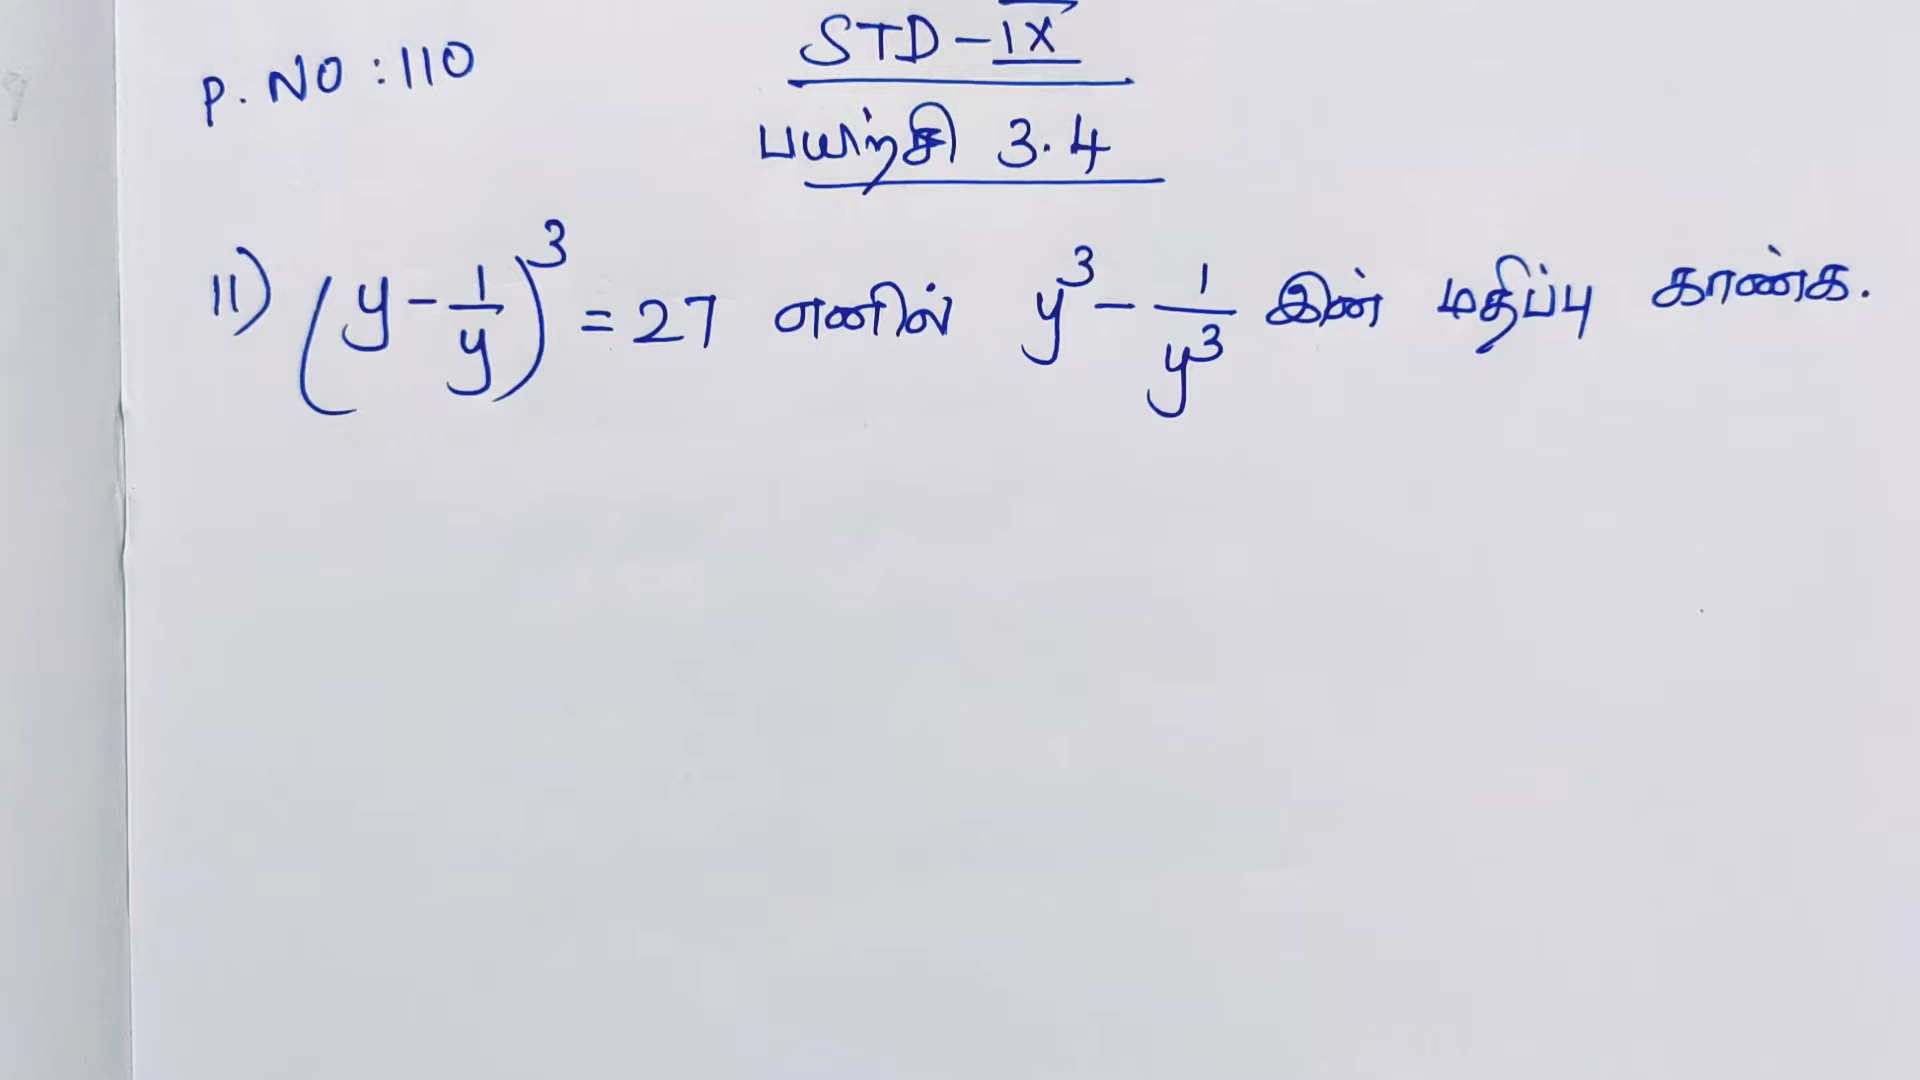 P. NO : 110
STD - IX
பயிற்சி 3.4
11) (y - 1/y)³ = 27 எனில் y³ - 1/y³ இன் மதிப்பு காண்க.